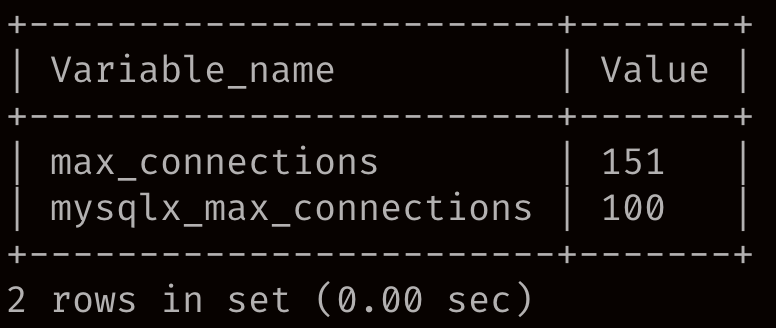 +------------------------+-------+
| Variable_name          | Value |
+------------------------+-------+
| max_connections        | 151   |
| mysqlx_max_connections | 100   |
+------------------------+-------+
2 rows in set (0.00 sec)